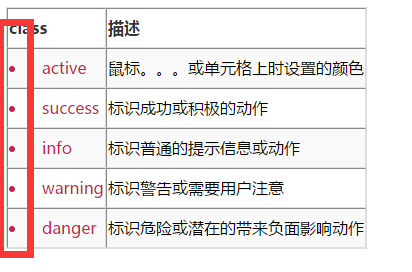 class 描述
• active 鼠标。。。或单元格上时设置的颜色
• success 标识成功或积极的动作
• info 标识普通的提示信息或动作
• warning 标识警告或需要用户注意
• danger 标识危险或潜在的带来负面影响动作